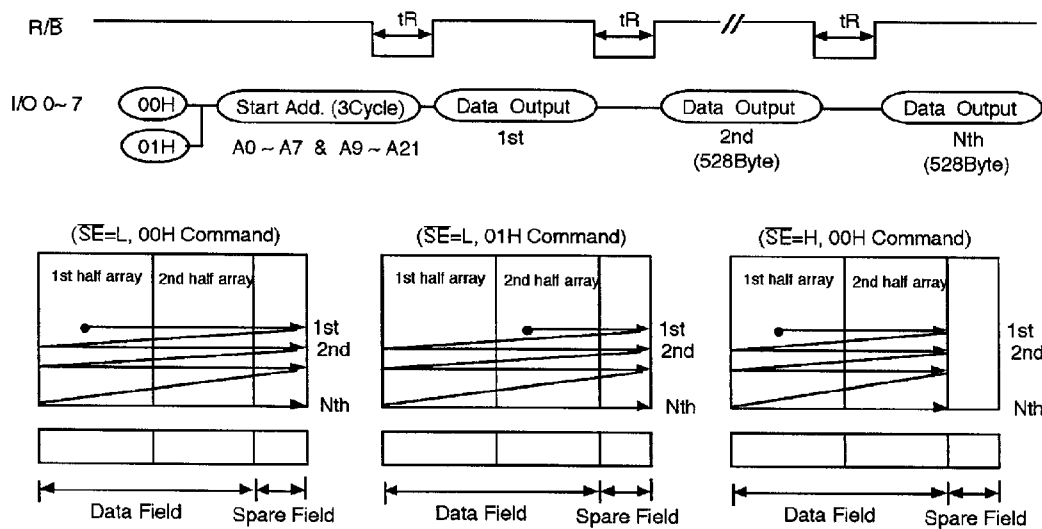 R/B̅ tR tR tR
I/O 0~ 7 00H Start Add. (3Cycle) Data Output Data Output Data Output
01H A0 ~ A7 & A9 ~ A21 1st 2nd Nth
(528Byte) (528Byte)
(S̅E̅=L, 00H Command) (S̅E̅=L, 01H Command) (S̅E̅=H, 00H Command)
1st half array 2nd half array 1st half array 2nd half array 1st half array 2nd half array
1st 1st 1st
2nd 2nd 2nd
Nth Nth Nth
Data Field Spare Field Data Field Spare Field Data Field Spare Field